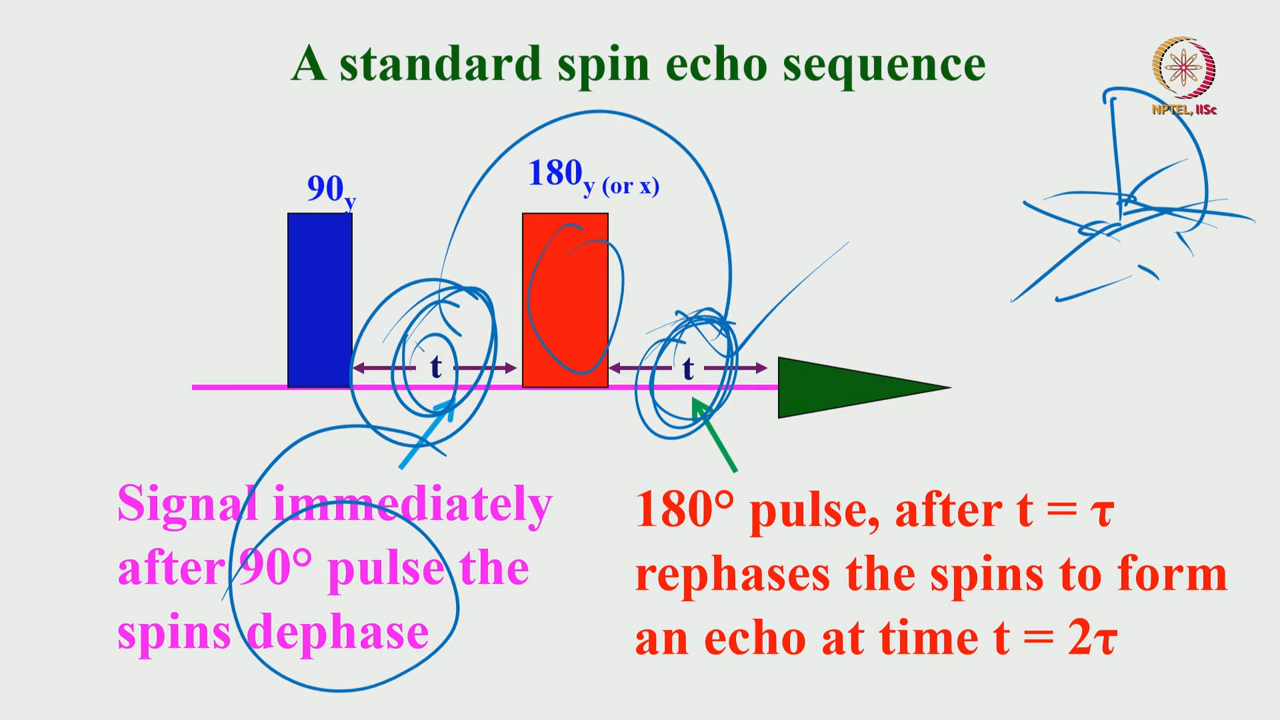 A standard spin echo sequence
NPTEL, IISc
90y
180y (or x)
t
t
Signal immediately
after 90° pulse the
spins dephase
180° pulse, after t = τ
rephases the spins to form
an echo at time t = 2τ